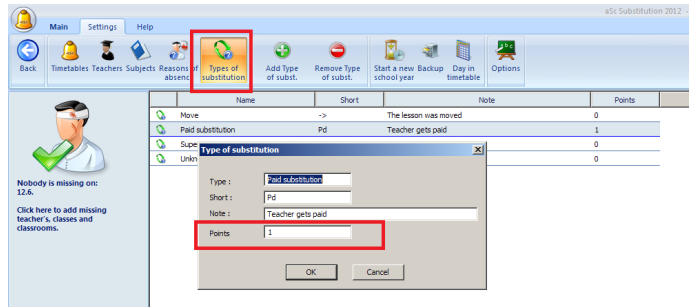 aSc Substitution 2012 -
Main Settings Help
Back Timetables Teachers Subjects Reasons of absence Types of substitution Add Type of subst. Remove Type of subst. Start a new school year Backup Day in timetable Options
Name Short Note Points
Move -> The lesson was moved 0
Paid substitution Pd Teacher gets paid 1
Supe 0
Unkn 0
Type of substitution
Type : Paid substitution
Short : Pd
Note : Teacher gets paid
Points 1
OK Cancel
Nobody is missing on:
12.6.
Click here to add missing
teacher's, classes and
classrooms.